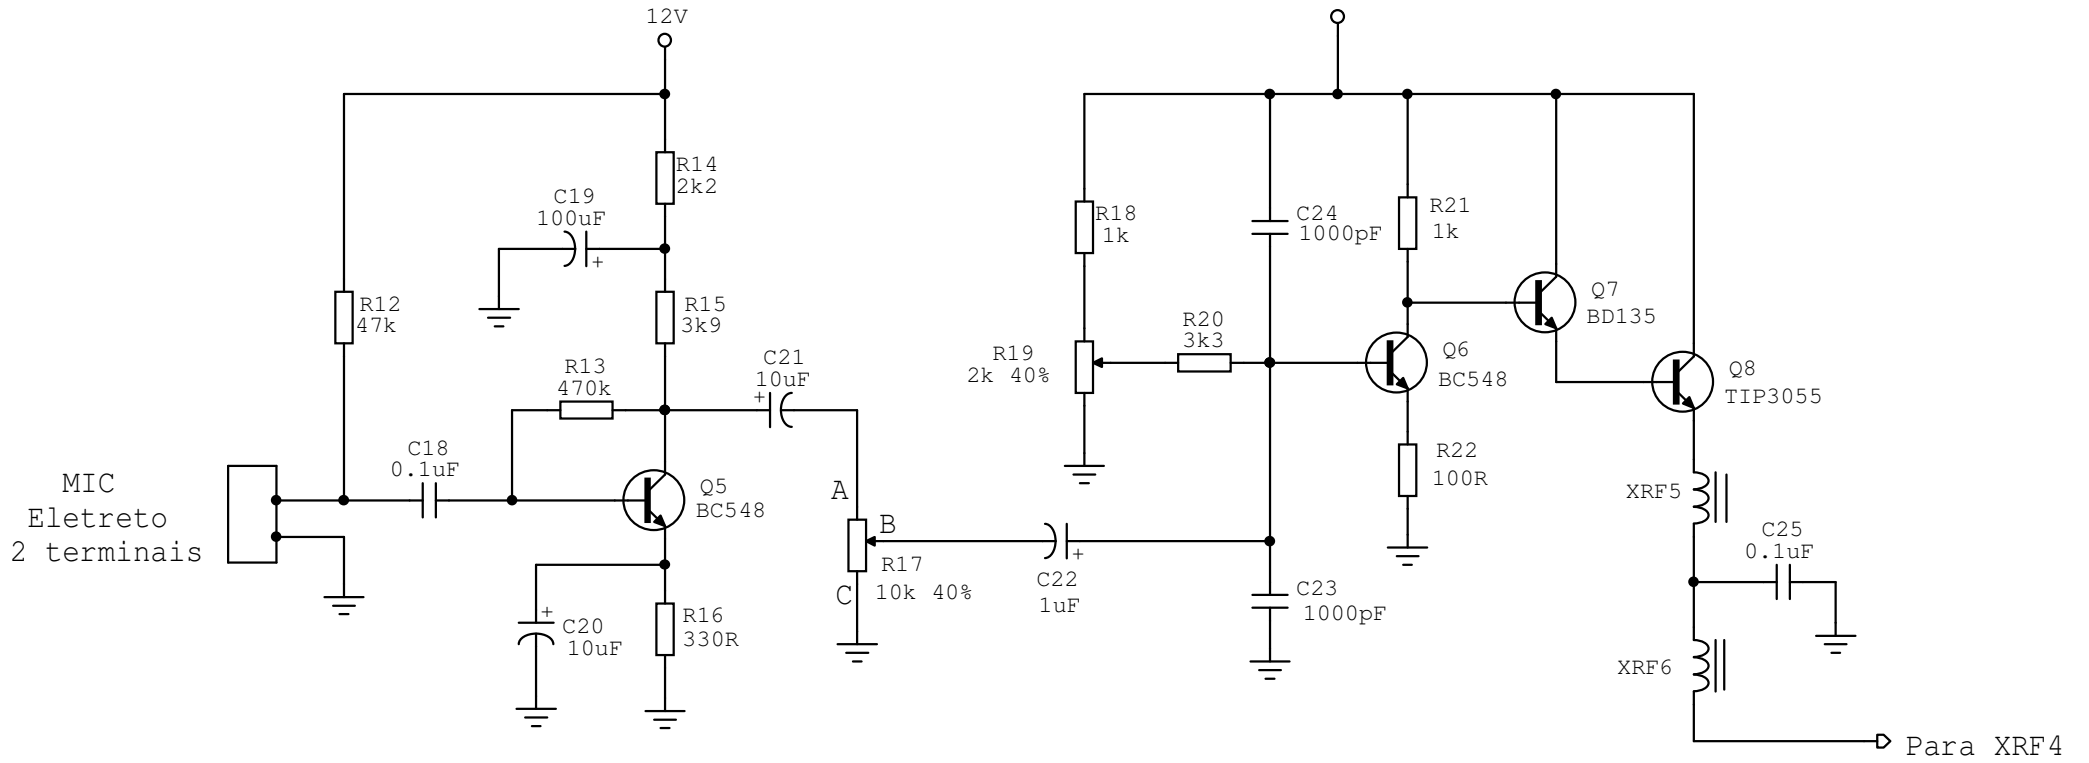 12V
R14
2k2
C19
100uF
+
R12
47k
R15
3k9
R13
470k
C21
10uF
+
C18
0.1uF
MIC
Eletreto
2 terminais
Q5
BC548
A
B
C
R17
10k 40%
+
C20
10uF
R16
330R
C22
1uF
+
R18
1k
C24
1000pF
R21
1k
R19
2k 40%
R20
3k3
Q6
BC548
Q7
BD135
Q8
TIP3055
R22
100R
C23
1000pF
XRF5
C25
0.1uF
XRF6
Para XRF4